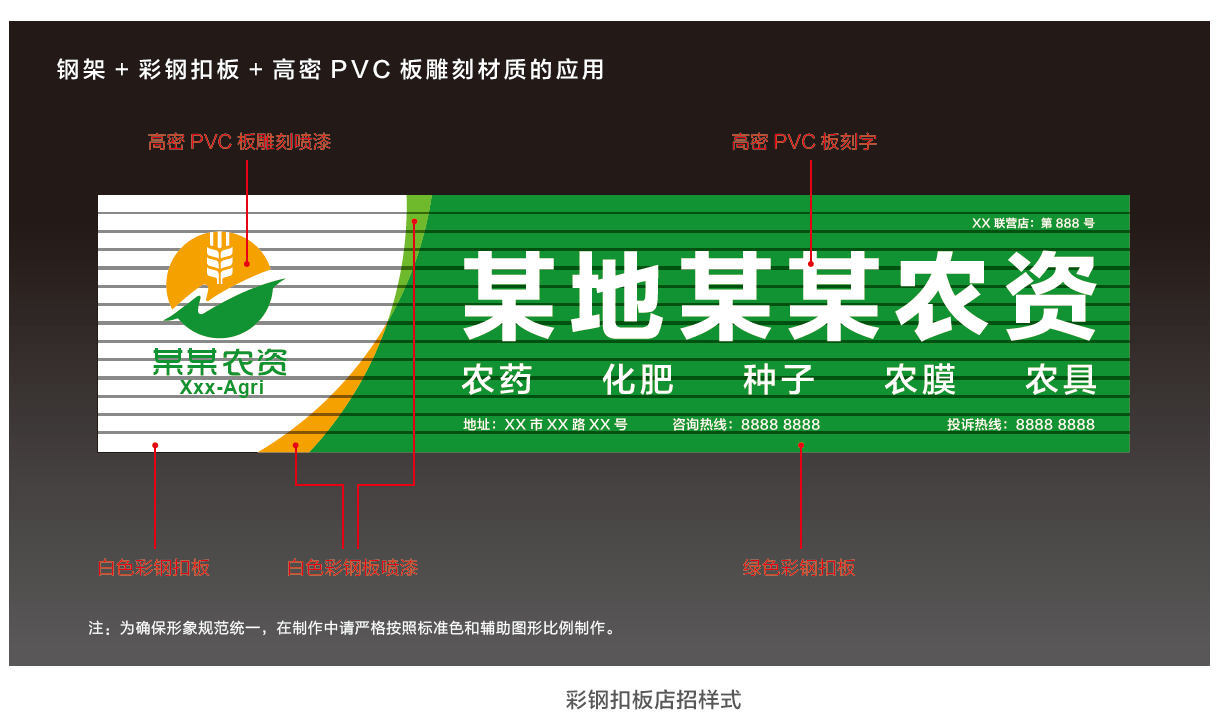 钢架 + 彩钢扣板 + 高密 PVC 板雕刻材质的应用
高密 PVC 板雕刻喷漆
高密 PVC 板刻字
XX 联营店：第 888 号
某地某某农资
某某农资
Xxx-Agri
农药 化肥 种子 农膜 农具
地址：XX 市 XX 路 XX 号 咨询热线：8888 8888 投诉热线：8888 8888
白色彩钢扣板
白色彩钢板喷漆
绿色彩钢扣板
注：为确保形象规范统一，在制作中请严格按照标准色和辅助图形比例制作。
彩钢扣板店招样式